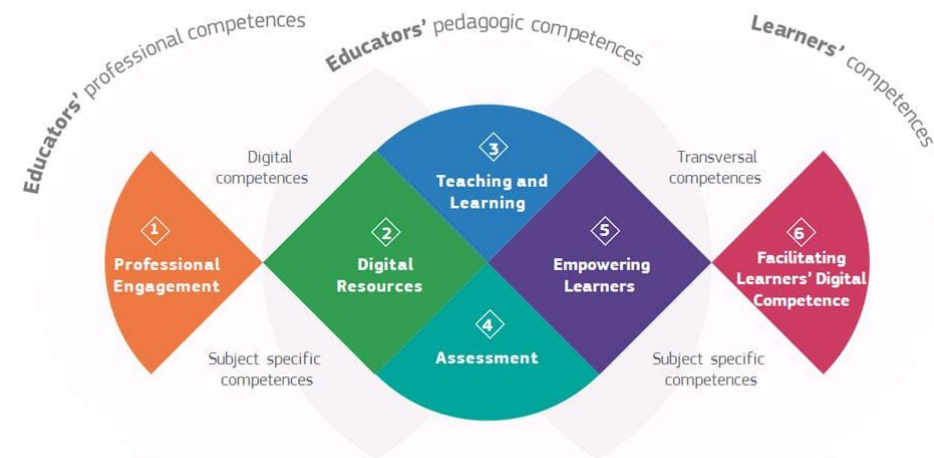 Educators' professional competences
Educators' pedagogic competences
Learners' competences
Digital
competences
Transversal
competences
1
Professional
Engagement
2
Digital
Resources
3
Teaching and
Learning
4
Assessment
5
Empowering
Learners
6
Facilitating
Learners' Digital
Competence
Subject specific
competences
Subject specific
competences